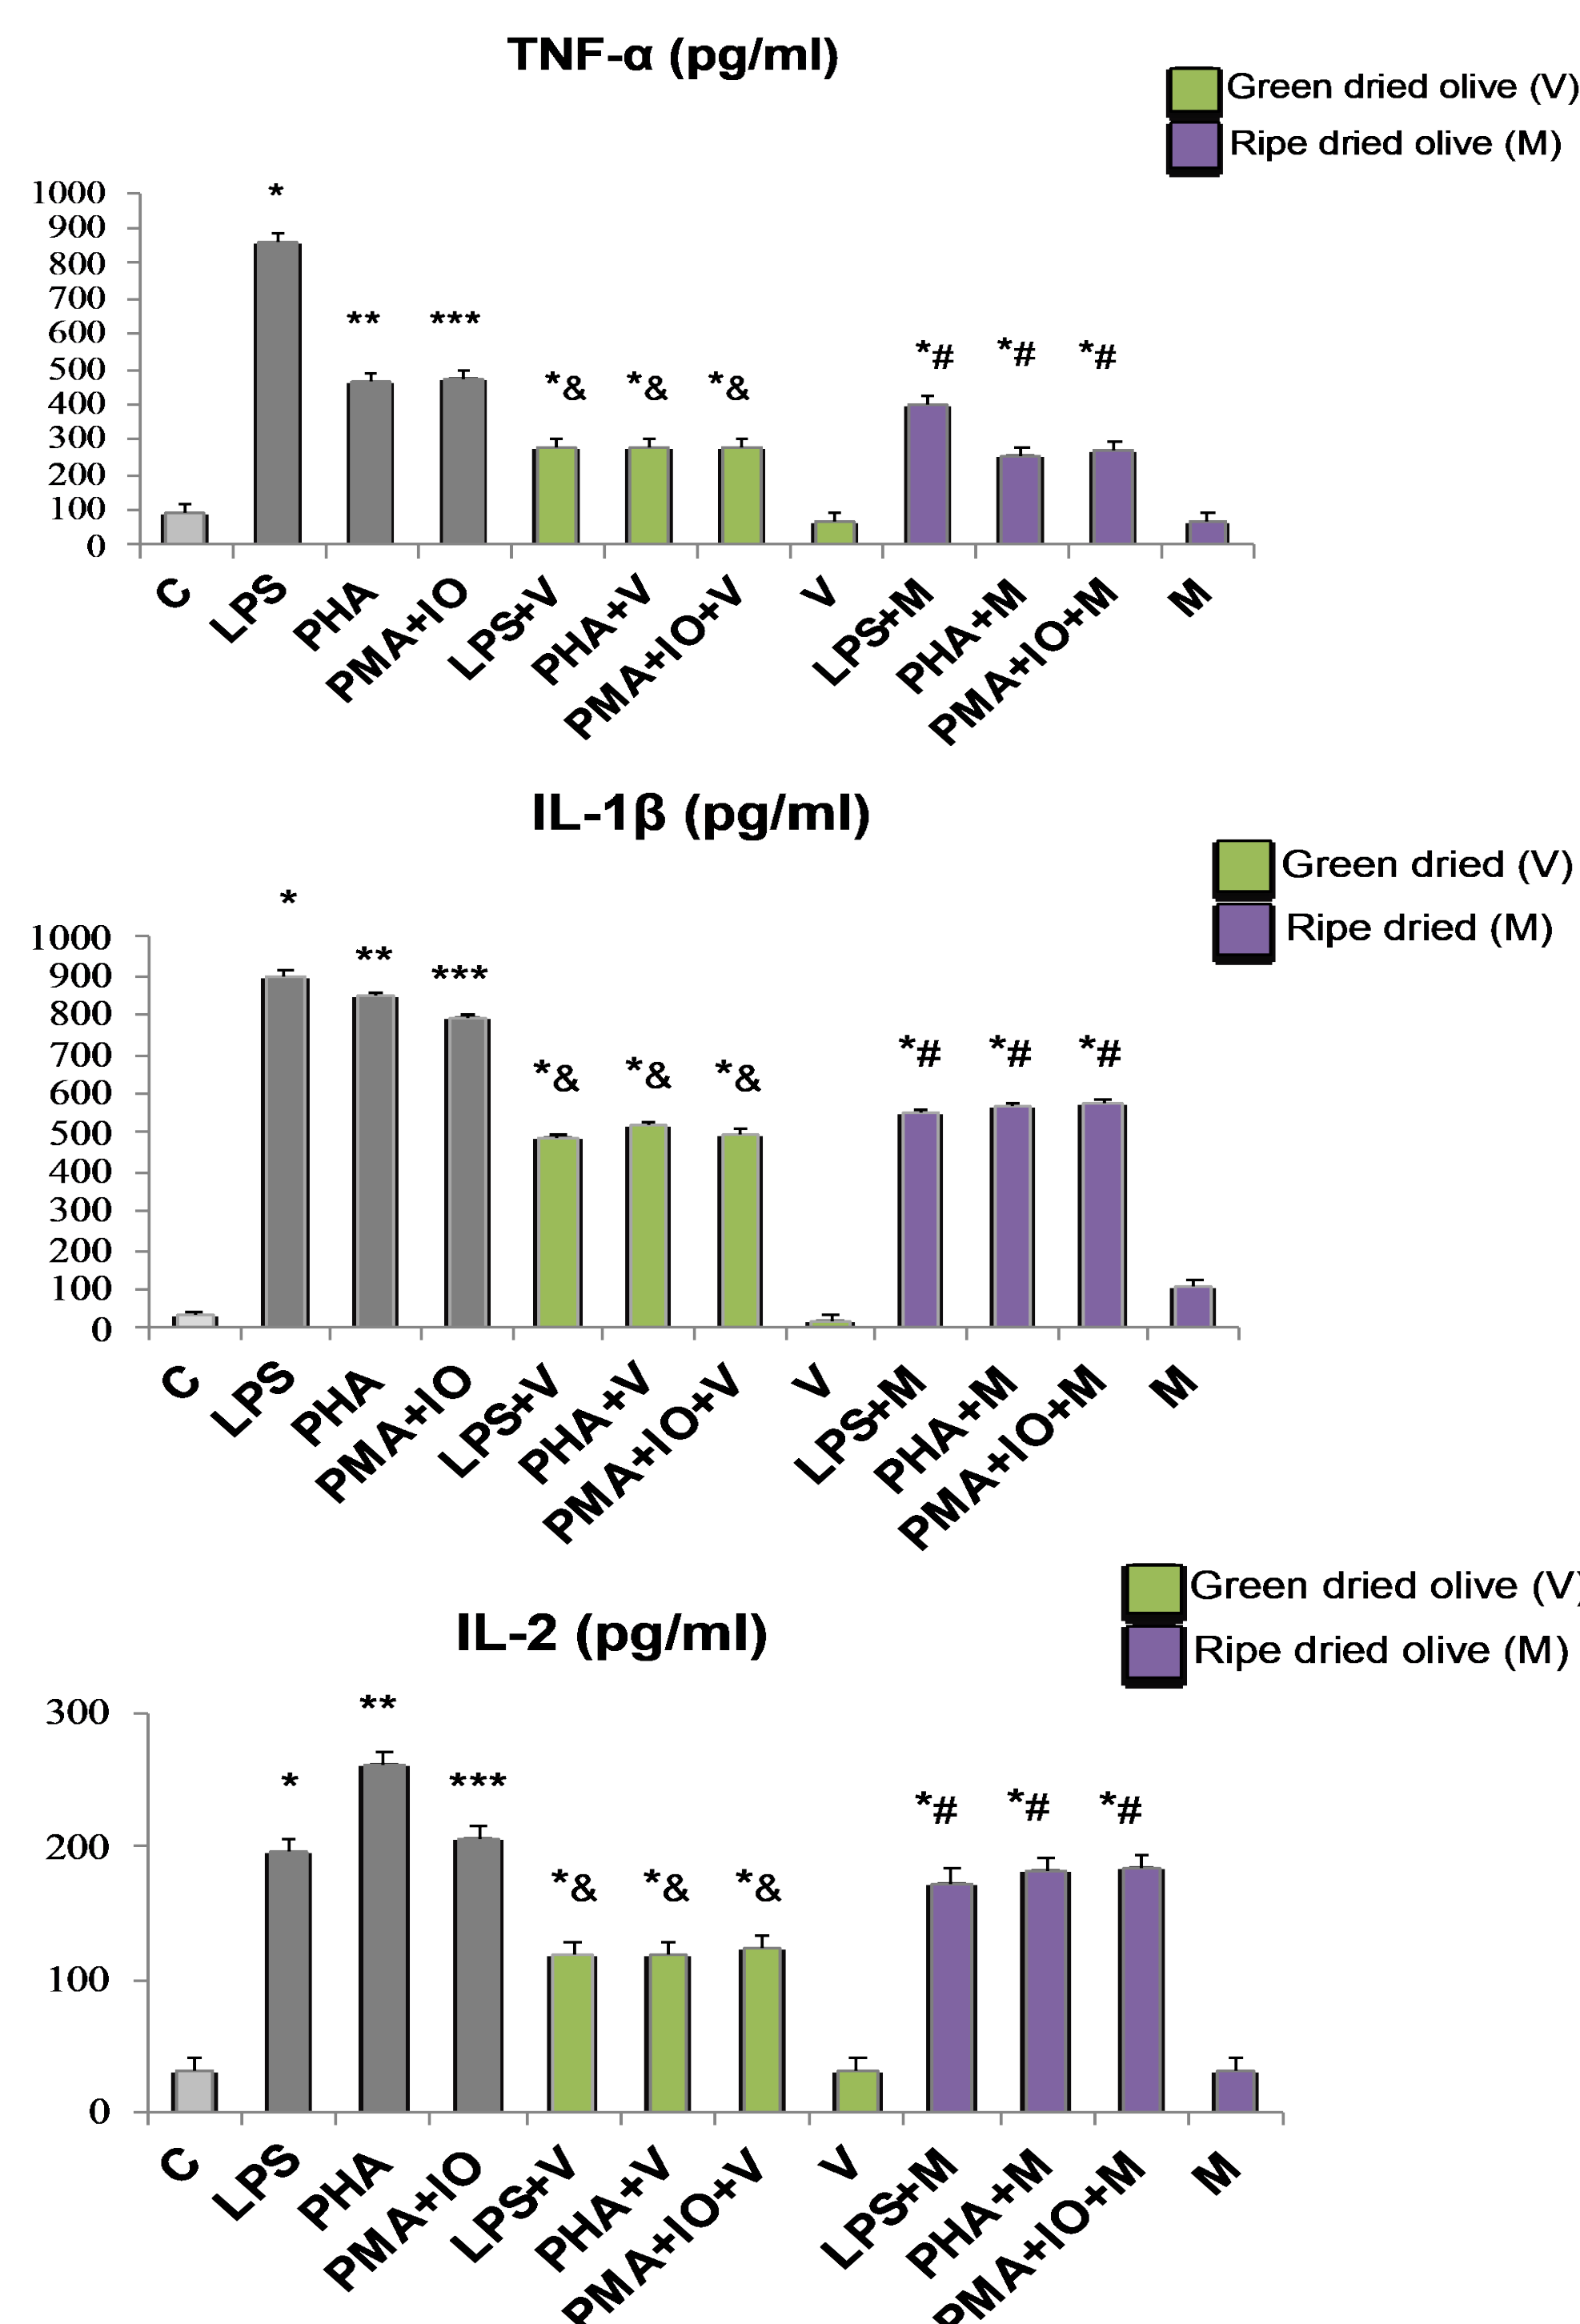 TNF-α (pg/ml)
Green dried olive (V)
Ripe dried olive (M)
1000
900
800
700
600
500
400
300
200
100
0
*
**
***
*&
*&
*&
*#
*#
*#
C
LPS
PHA
PMA+IO
LPS+V
PHA+V
PMA+IO+V
V
LPS+M
PHA+M
PMA+IO+M
M
IL-1β (pg/ml)
Green dried (V)
Ripe dried (M)
1000
900
800
700
600
500
400
300
200
100
0
*
**
***
*&
*&
*&
*#
*#
*#
C
LPS
PHA
PMA+IO
LPS+V
PHA+V
PMA+IO+V
V
LPS+M
PHA+M
PMA+IO+M
M
IL-2 (pg/ml)
Green dried olive (V)
Ripe dried olive (M)
300
200
100
0
*
**
***
*&
*&
*&
*#
*#
*#
C
LPS
PHA
PMA+IO
LPS+V
PHA+V
PMA+IO+V
V
LPS+M
PHA+M
PMA+IO+M
M